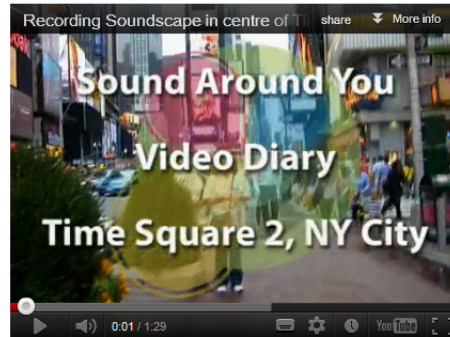 Recording Soundscape in centre of Ti share More info
Sound Around You
Video Diary
Time Square 2, NY City
0:01 / 1:29 YouTube